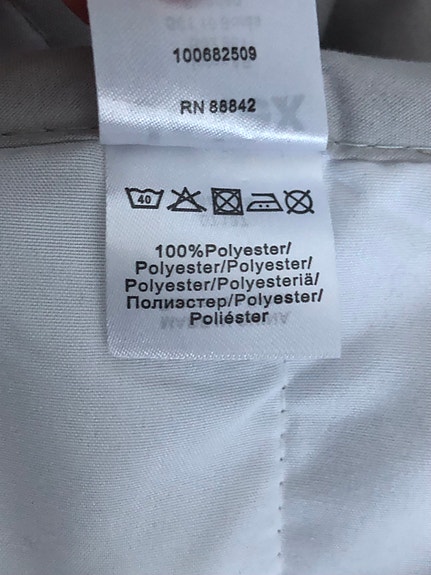 100682509
RN 88842
40
100%Polyester/
Polyester/Polyester/
Polyester/Polyesteriä/
Полиэстер/Polyester/
Poliéster